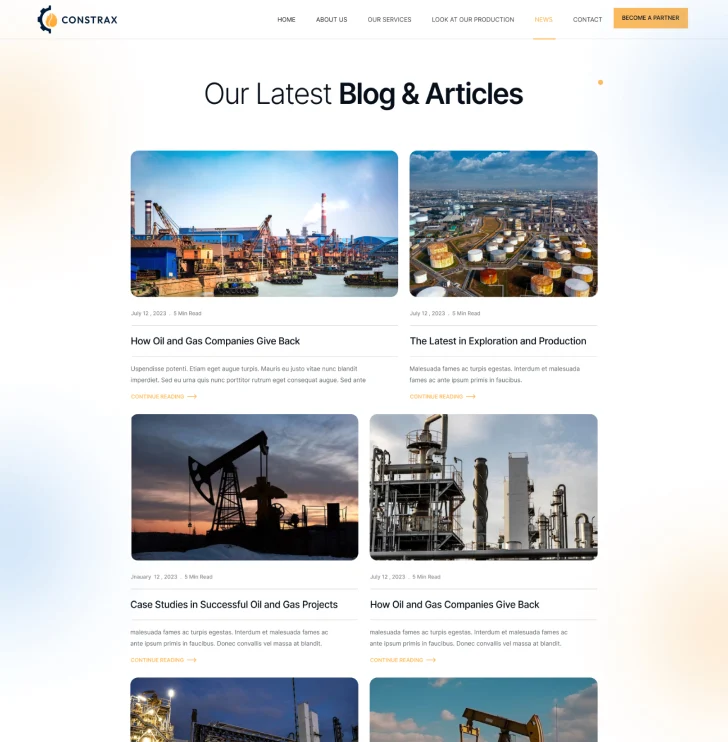 CONSTRAX
HOME ABOUT US OUR SERVICES LOOK AT OUR PRODUCTION NEWS CONTACT BECOME A PARTNER
Our Latest Blog & Articles
July 12 , 2023 . 5 Min Read
How Oil and Gas Companies Give Back
Uspendisse potenti. Etiam eget augue turpis. Mauris eu justo vitae nunc blandit
imperdiet. Sed eu urna quis nunc porttitor rutrum eget consequat augue. Sed ante
CONTINUE READING
July 12 , 2023 . 5 Min Read
The Latest in Exploration and Production
Malesuada fames ac turpis egestas. Interdum et malesuada
fames ac ante ipsum primis in faucibus.
CONTINUE READING
Jnauary 12 , 2023 . 5 Min Read
Case Studies in Successful Oil and Gas Projects
malesuada fames ac turpis egestas. Interdum et malesuada fames ac
ante ipsum primis in faucibus. Donec convallis vel massa at blandit.
CONTINUE READING
July 12 , 2023 . 5 Min Read
How Oil and Gas Companies Give Back
malesuada fames ac turpis egestas. Interdum et malesuada fames ac
ante ipsum primis in faucibus. Donec convallis vel massa at blandit.
CONTINUE READING